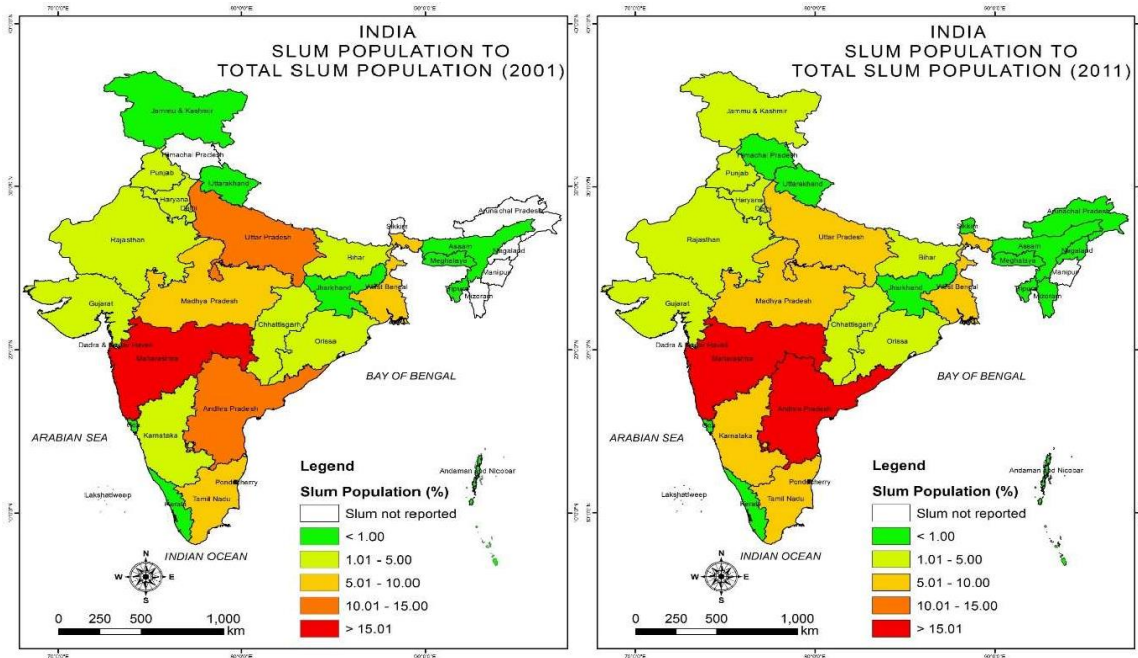 INDIA
SLUM POPULATION TO
TOTAL SLUM POPULATION (2001)
Jammu & Kashmir
Himachal Pradesh
Punjab
Uttarakhand
Haryana
Delhi
Arunachal Pradesh
Sikkim
Rajasthan
Uttar Pradesh
Assam
Nagaland
Bihar
Meghalaya
Manipur
Jharkhand
Tripura
Mizoram
Gujarat
Madhya Pradesh
West Bengal
Chhattisgarh
Orissa
Maharashtra
BAY OF BENGAL
Andhra Pradesh
ARABIAN SEA
Goa
Karnataka
Andaman and Nicobar
Lakshadweep
Kerala
Tamil Nadu
INDIAN OCEAN
Legend
Slum Population (%)
Slum not reported
< 1.00
1.01 - 5.00
5.01 - 10.00
10.01 - 15.00
> 15.01
N
W E
S
0 250 500 1,000
km
INDIA
SLUM POPULATION TO
TOTAL SLUM POPULATION (2011)
Jammu & Kashmir
Himachal Pradesh
Punjab
Uttarakhand
Haryana
Delhi
Arunachal Pradesh
Sikkim
Rajasthan
Uttar Pradesh
Assam
Nagaland
Bihar
Meghalaya
Manipur
Jharkhand
Tripura
Mizoram
Gujarat
Madhya Pradesh
West Bengal
Chhattisgarh
Orissa
Maharashtra
BAY OF BENGAL
Andhra Pradesh
ARABIAN SEA
Goa
Karnataka
Andaman and Nicobar
Lakshadweep
Kerala
Tamil Nadu
INDIAN OCEAN
Legend
Slum Population (%)
Slum not reported
< 1.00
1.01 - 5.00
5.01 - 10.00
10.01 - 15.00
> 15.01
N
W E
S
0 250 500 1,000
km